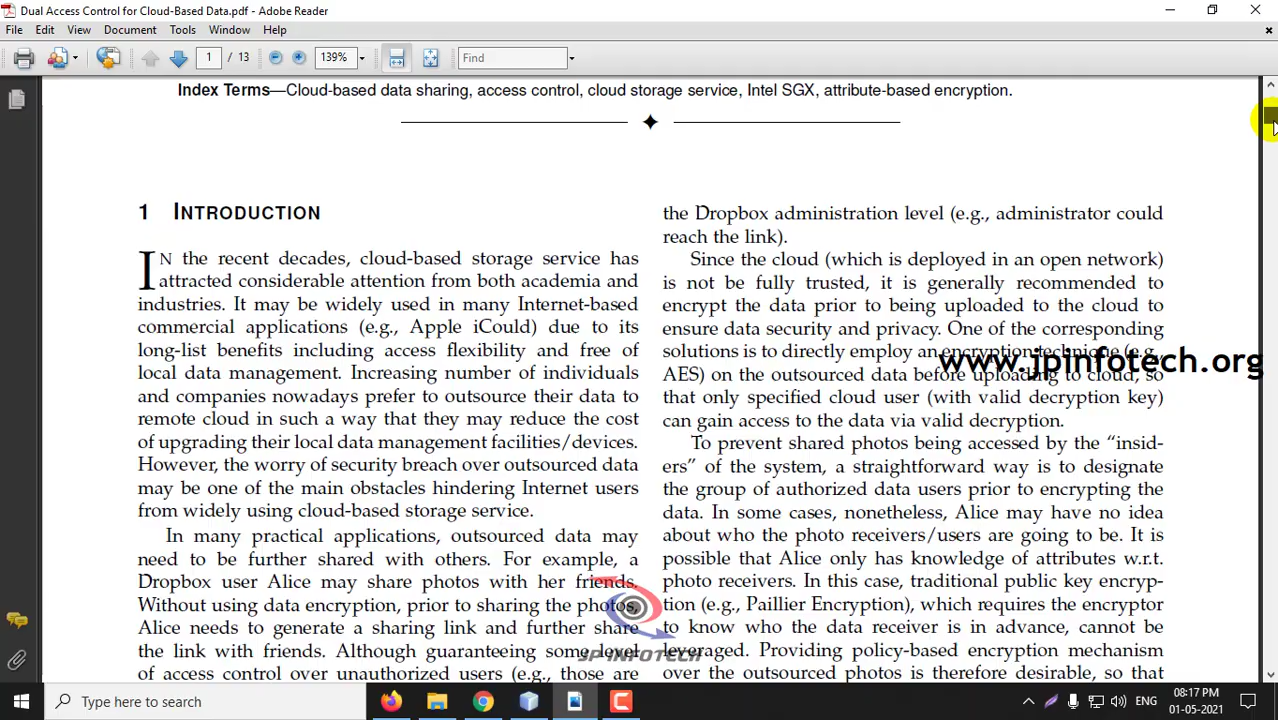 Dual Access Control for Cloud-Based Data.pdf - Adobe Reader
File Edit View Document Tools Window Help
1 / 13 139% Find
Index Terms—Cloud-based data sharing, access control, cloud storage service, Intel SGX, attribute-based encryption.
1 INTRODUCTION
IN the recent decades, cloud-based storage service has
attracted considerable attention from both academia and
industries. It may be widely used in many Internet-based
commercial applications (e.g., Apple iCould) due to its
long-list benefits including access flexibility and free of
local data management. Increasing number of individuals
and companies nowadays prefer to outsource their data to
remote cloud in such a way that they may reduce the cost
of upgrading their local data management facilities/devices.
However, the worry of security breach over outsourced data
may be one of the main obstacles hindering Internet users
from widely using cloud-based storage service.
In many practical applications, outsourced data may
need to be further shared with others. For example, a
Dropbox user Alice may share photos with her friends.
Without using data encryption, prior to sharing the photos,
Alice needs to generate a sharing link and further share
the link with friends. Although guaranteeing some level
of access control over unauthorized users (e.g., those are
the Dropbox administration level (e.g., administrator could
reach the link).
Since the cloud (which is deployed in an open network)
is not be fully trusted, it is generally recommended to
encrypt the data prior to being uploaded to the cloud to
ensure data security and privacy. One of the corresponding
solutions is to directly employ an encryption technique (e.g.,
AES) on the outsourced data before uploading to cloud, so
that only specified cloud user (with valid decryption key)
can gain access to the data via valid decryption.
To prevent shared photos being accessed by the “insid-
ers” of the system, a straightforward way is to designate
the group of authorized data users prior to encrypting the
data. In some cases, nonetheless, Alice may have no idea
about who the photo receivers/users are going to be. It is
possible that Alice only has knowledge of attributes w.r.t.
photo receivers. In this case, traditional public key encryp-
tion (e.g., Paillier Encryption), which requires the encryptor
to know who the data receiver is in advance, cannot be
leveraged. Providing policy-based encryption mechanism
over the outsourced photos is therefore desirable, so that
www.jpinfotech.org
JP INFOTECH
Type here to search
ENG
08:17 PM
01-05-2021